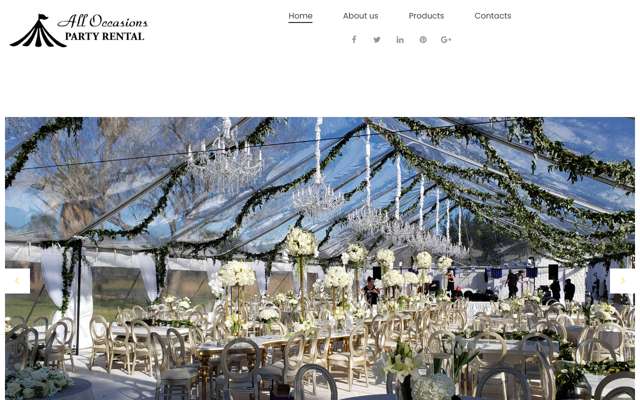 All Occasions
PARTY RENTAL
Home
About us
Products
Contacts